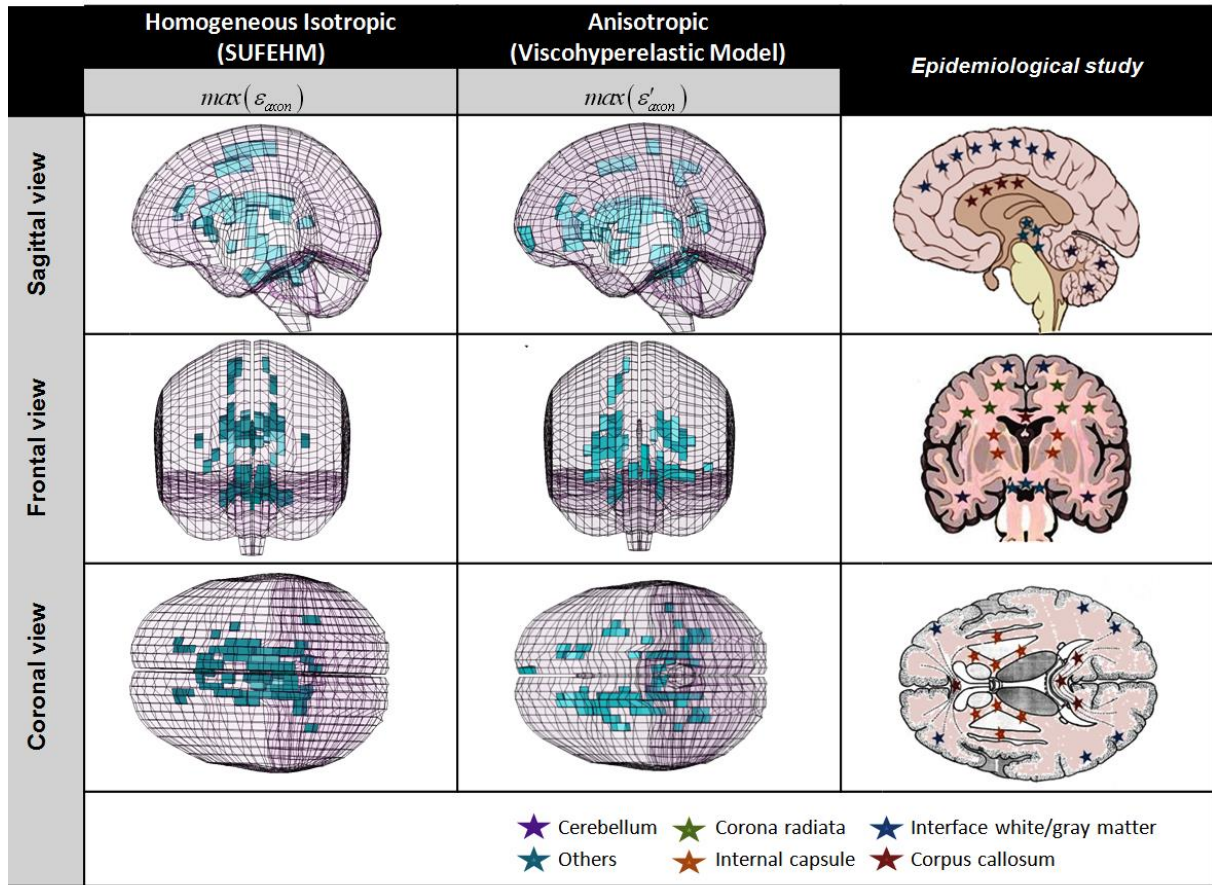 Homogeneous Isotropic
(SUFEHM)
Anisotropic
(Viscohyperelastic Model)
Epidemiological study
max(ε_axon)
max(ε'_axon)
Sagittal view
Frontal view
Coronal view
Cerebellum
Corona radiata
Interface white/gray matter
Others
Internal capsule
Corpus callosum